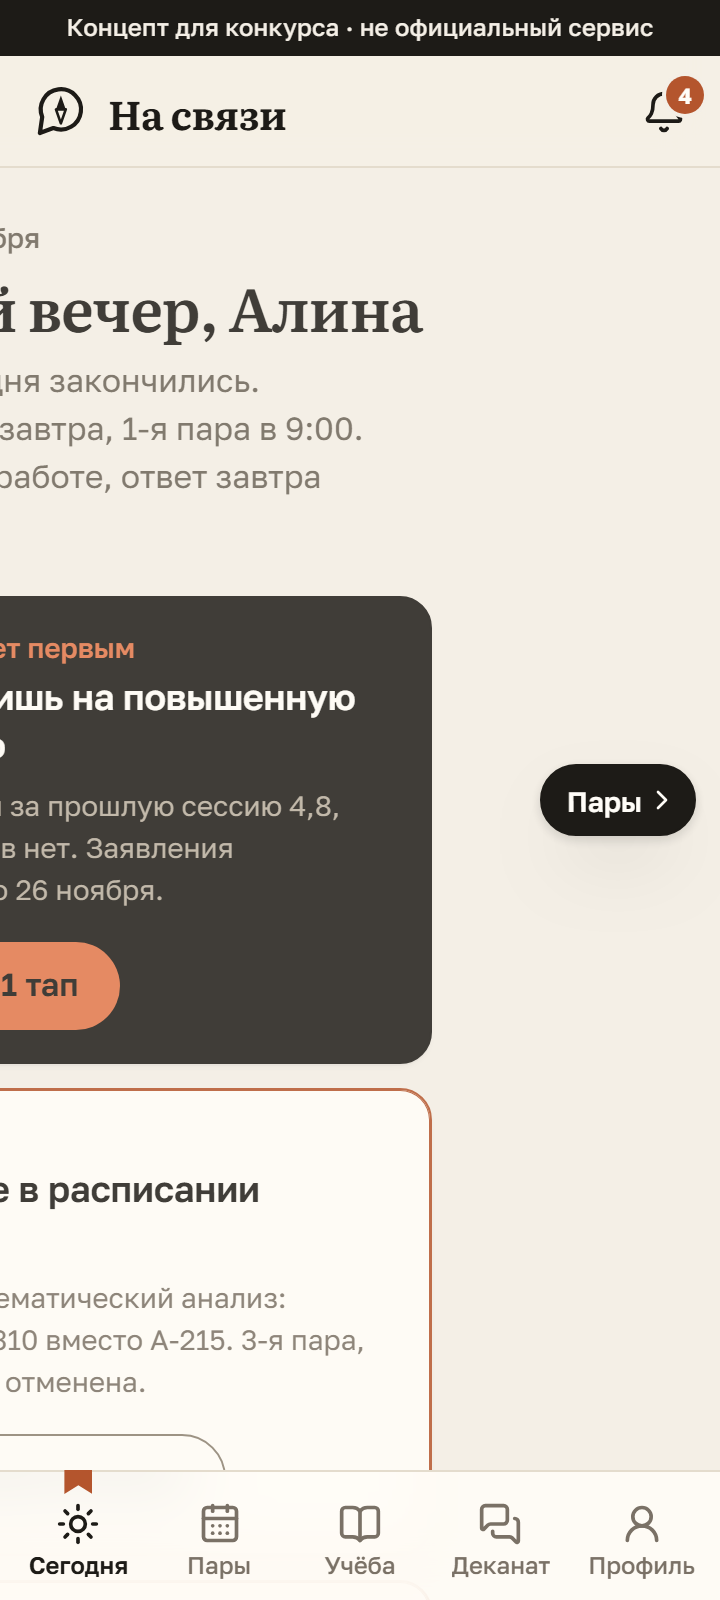 Концепт для конкурса · не официальный сервис
На связи
4
бря
й вечер, Алина
дня закончились.
завтра, 1-я пара в 9:00.
работе, ответ завтра
ет первым
ишь на повышенную
о
за прошлую сессию 4,8,
в нет. Заявления
о 26 ноября.
1 тап
Пары
е в расписании
ематический анализ:
310 вместо А-215. 3-я пара,
отменена.
Сегодня
Пары
Учёба
Деканат
Профиль